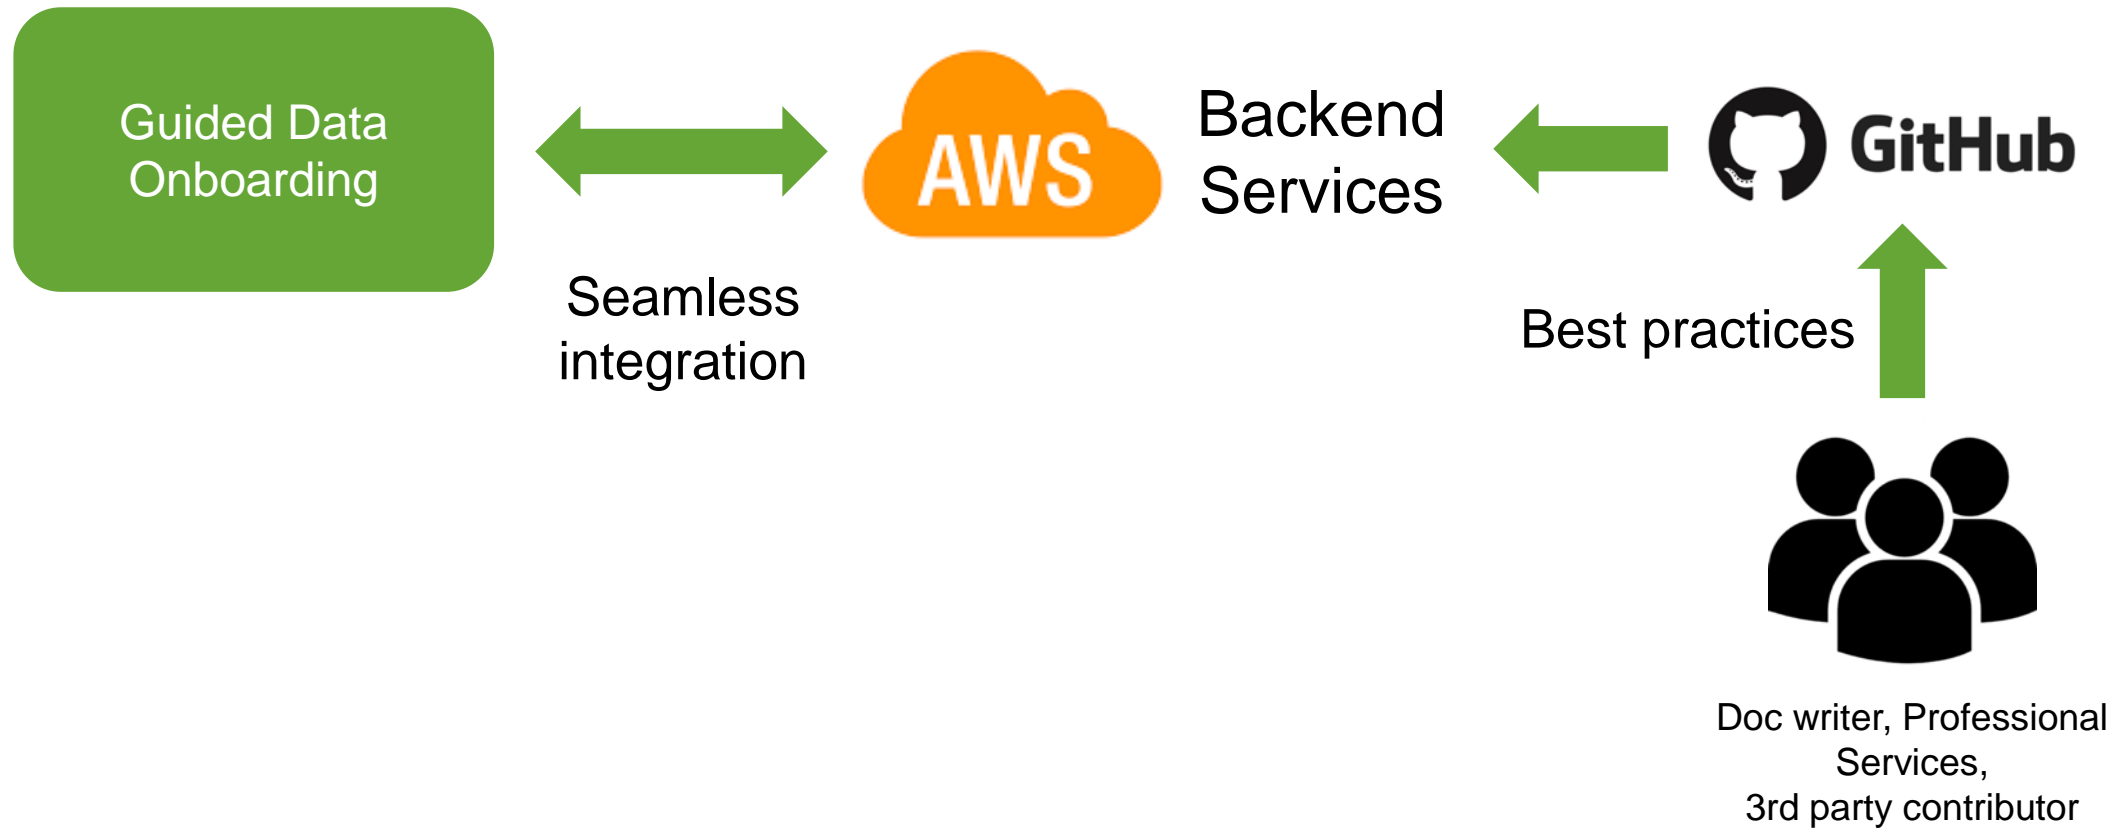 Guided Data
Onboarding
AWS
Backend
Services
GitHub
Seamless
integration
Best practices
Doc writer, Professional
Services,
3rd party contributor